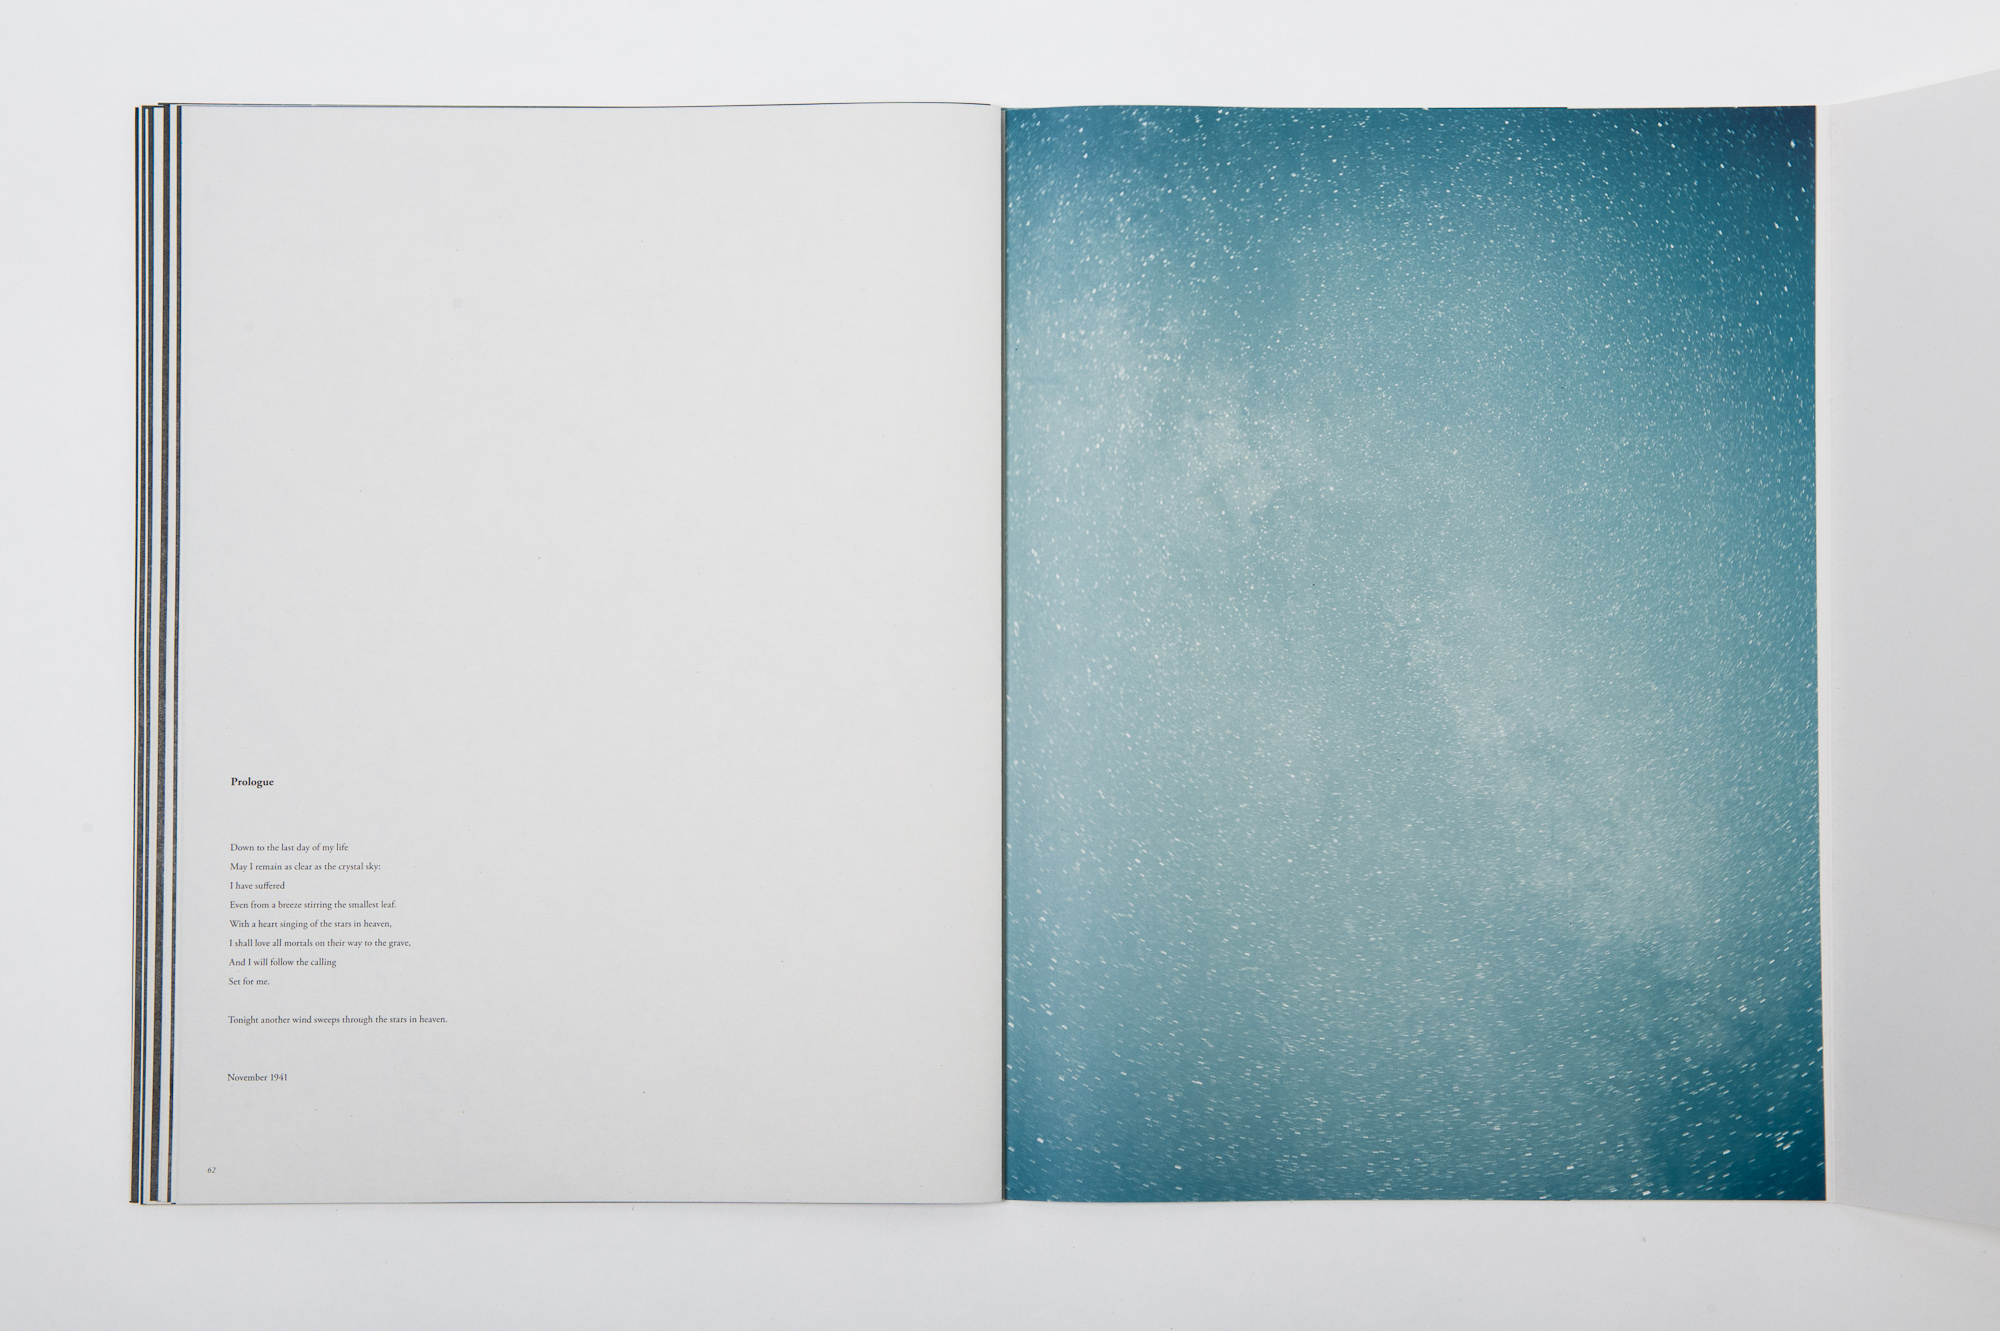 Prologue
Down to the last day of my life
May I remain as clear as the crystal sky:
I have suffered
Even from a breeze stirring the smallest leaf.
With a heart singing of the stars in heaven,
I shall love all mortals on their way to the grave,
And I will follow the calling
Set for me.
Tonight another wind sweeps through the stars in heaven.
November 1941
62